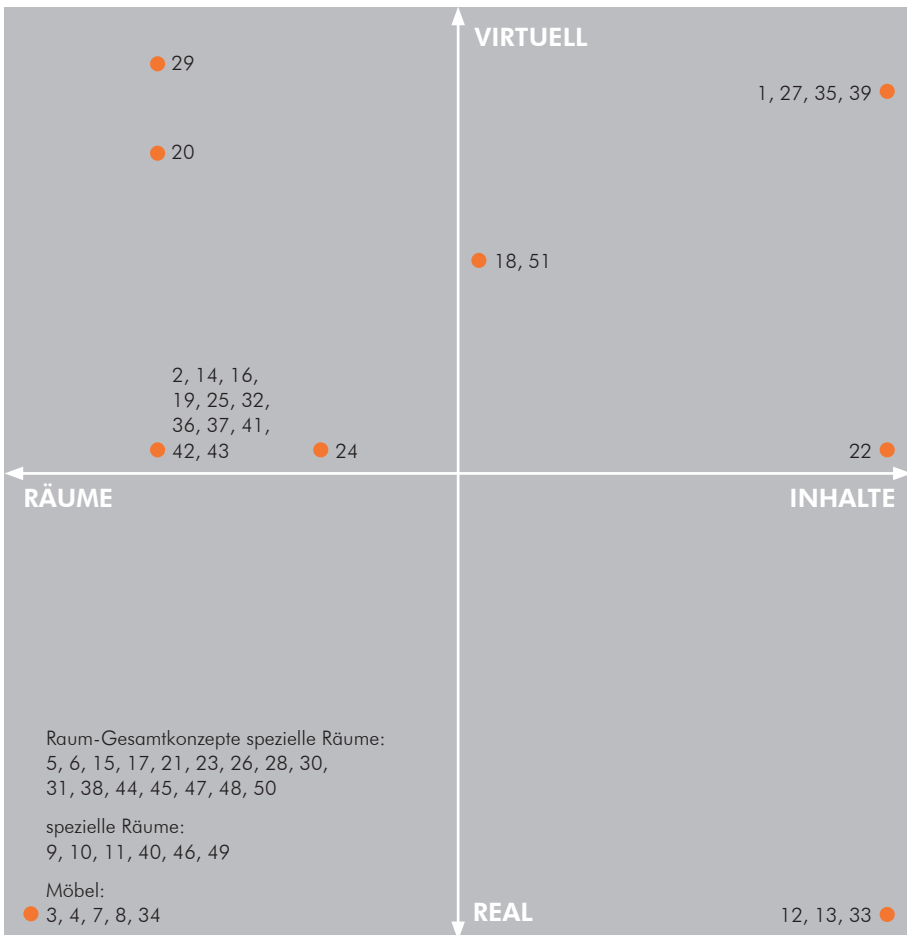 VIRTUELL
29
1, 27, 35, 39
20
18, 51
2, 14, 16,
19, 25, 32,
36, 37, 41,
42, 43
24
22
RÄUME
INHALTE
Raum-Gesamtkonzepte spezielle Räume:
5, 6, 15, 17, 21, 23, 26, 28, 30,
31, 38, 44, 45, 47, 48, 50
spezielle Räume:
9, 10, 11, 40, 46, 49
Möbel:
3, 4, 7, 8, 34
REAL
12, 13, 33